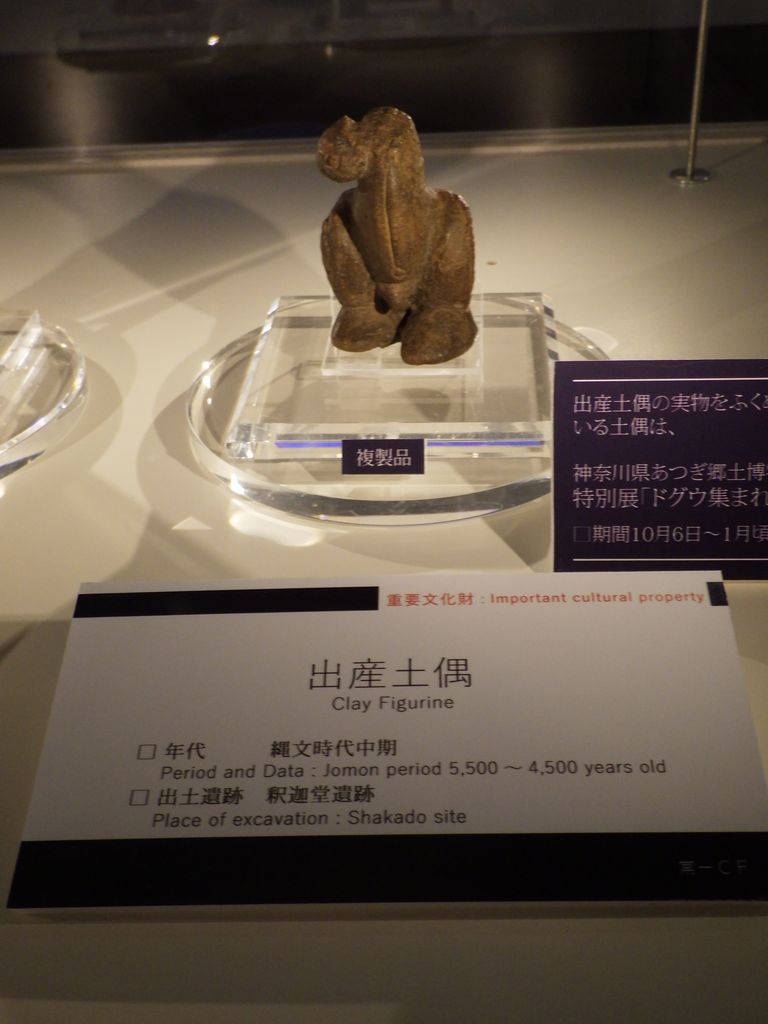 複製品
出産土偶の実物をふく
いる土偶は、
神奈川県あつぎ郷土博
特別展「ドグウ集まれ
□期間10月6日～1月頃
重要文化財 : Important cultural property
出産土偶
Clay Figurine
□ 年代 縄文時代中期
Period and Data : Jomon period 5,500 ～ 4,500 years old
□ 出土遺跡 釈迦堂遺跡
Place of excavation : Shakado site